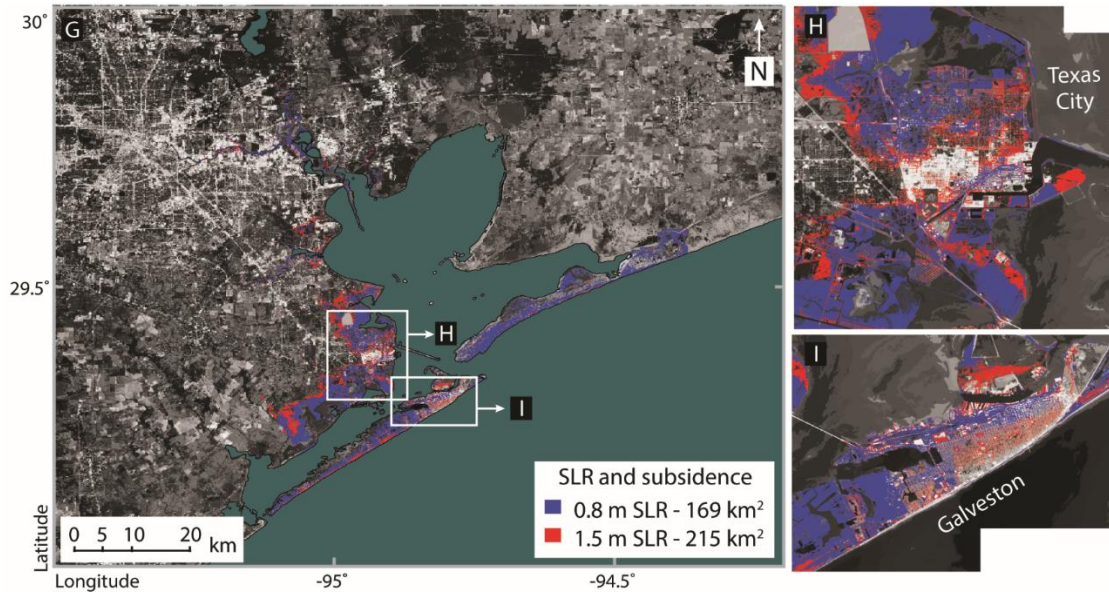 30˚
G
N
29.5˚
H
I
SLR and subsidence
0.8 m SLR - 169 km²
1.5 m SLR - 215 km²
0 5 10 20
km
Latitude
Longitude
-95˚
-94.5˚
H
Texas
City
I
Galveston